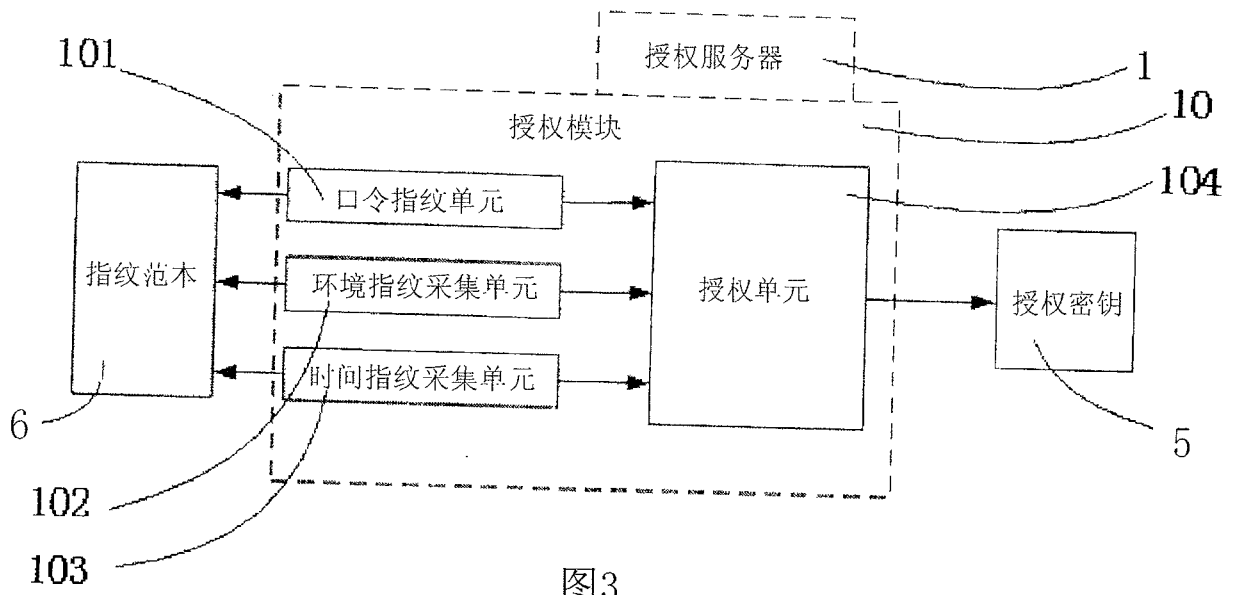 授权服务器
1
101
10
授权模块
104
口令指纹单元
指纹范本
环境指纹采集单元
授权单元
授权密钥
时间指纹采集单元
6
5
102
103
图3